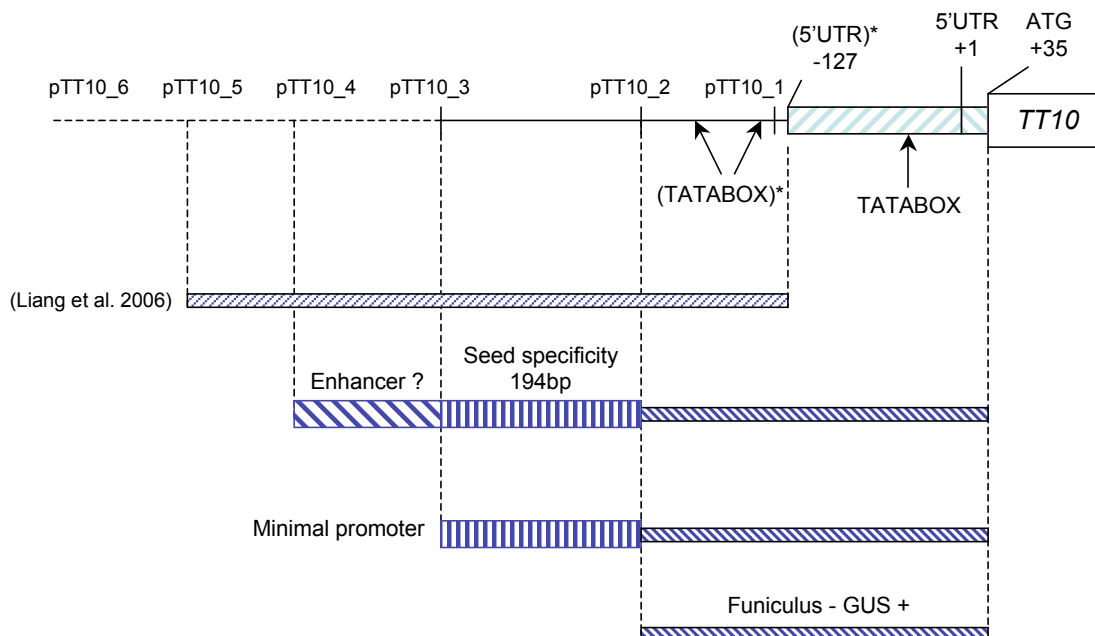 (5'UTR)*
-127
5'UTR
+1
ATG
+35
pTT10_6 pTT10_5 pTT10_4 pTT10_3 pTT10_2 pTT10_1
TT10
(TATABOX)*
TATABOX
(Liang et al. 2006)
Enhancer ?
Seed specificity
194bp
Minimal promoter
Funiculus - GUS +